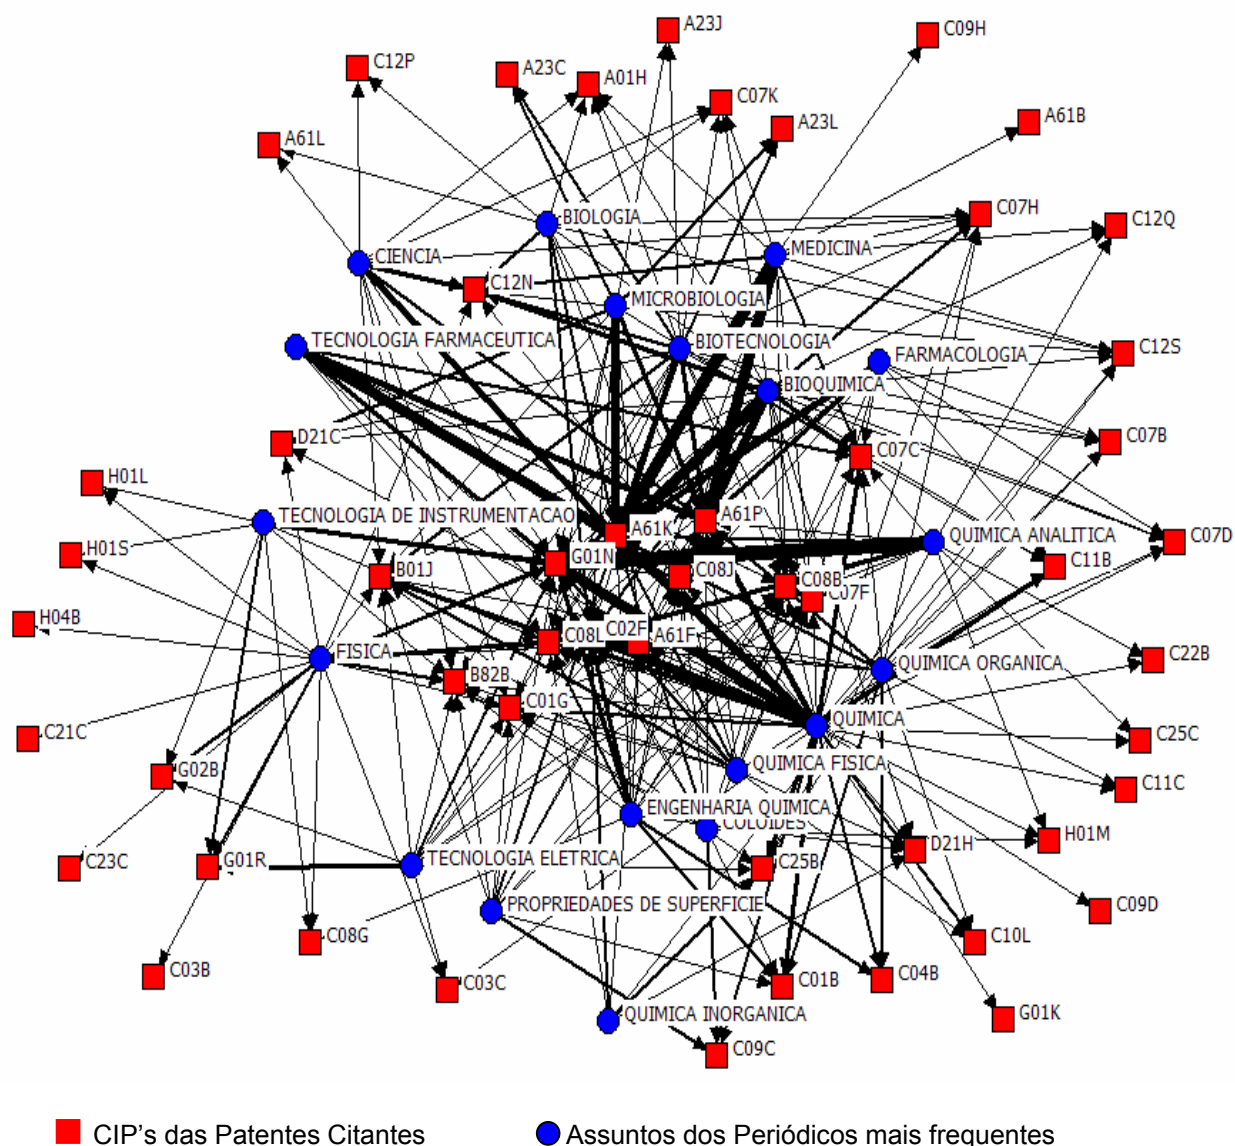 A23J
C09H
C12P
A23C
A01H
C07K
A61B
A23L
A61L
C07H
BIOLOGIA
C12Q
CIENCIA
MEDICINA
C12N
MICROBIOLOGIA
TECNOLOGIA FARMACEUTICA
BIOTECNOLOGIA
FARMACOLOGIA
C12S
BIOQUIMICA
D21C
C07B
C07C
H01L
TECNOLOGIA DE INSTRUMENTACAO
A61K
A61P
QUIMICA ANALITICA
C07D
H01S
G01N
B01J
C08J
C08B
C11B
C07F
H04B
C08L
C02F
A61F
FISICA
QUIMICA ORGANICA
C22B
B82B
C01G
QUIMICA
C21C
C25C
G02B
QUIMICA FISICA
C11C
ENGENHARIA QUIMICA
COLOIDES
H01M
D21H
C23C
G01R
TECNOLOGIA ELETRICA
C25B
PROPRIEDADES DE SUPERFICIE
C09D
C08G
C10L
C03B
C03C
C01B
C04B
QUIMICA INORGANICA
G01K
C09C
CIP's das Patentes Citantes
Assuntos dos Periódicos mais frequentes